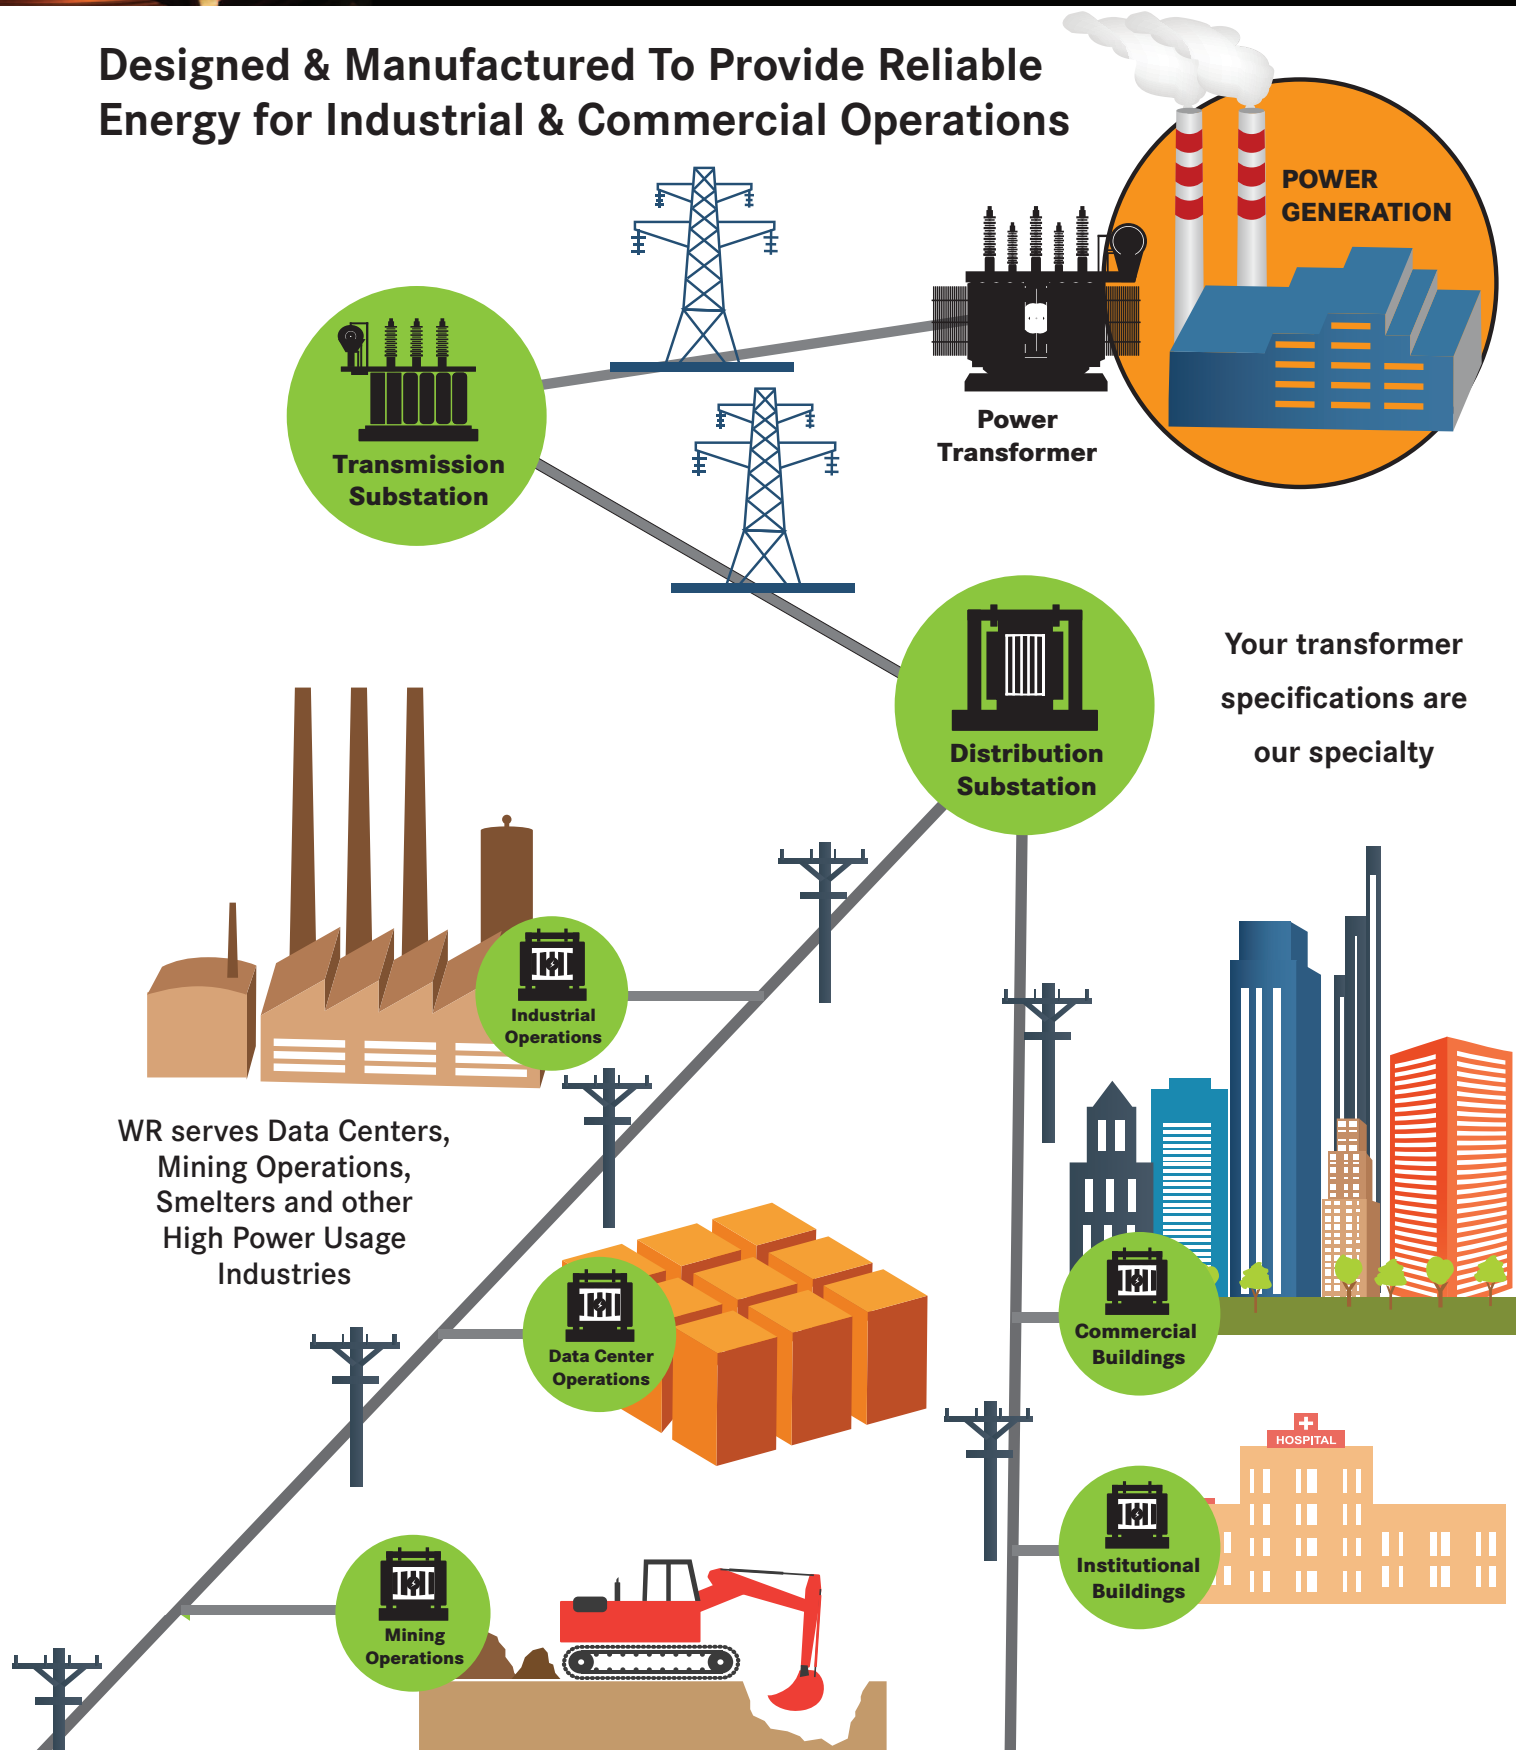 Designed & Manufactured To Provide Reliable
Energy for Industrial & Commercial Operations
POWER
GENERATION
Power
Transformer
Transmission
Substation
Distribution
Substation
Your transformer
specifications are
our specialty
Industrial
Operations
WR serves Data Centers,
Mining Operations,
Smelters and other
High Power Usage
Industries
Data Center
Operations
Commercial
Buildings
HOSPITAL
Institutional
Buildings
Mining
Operations